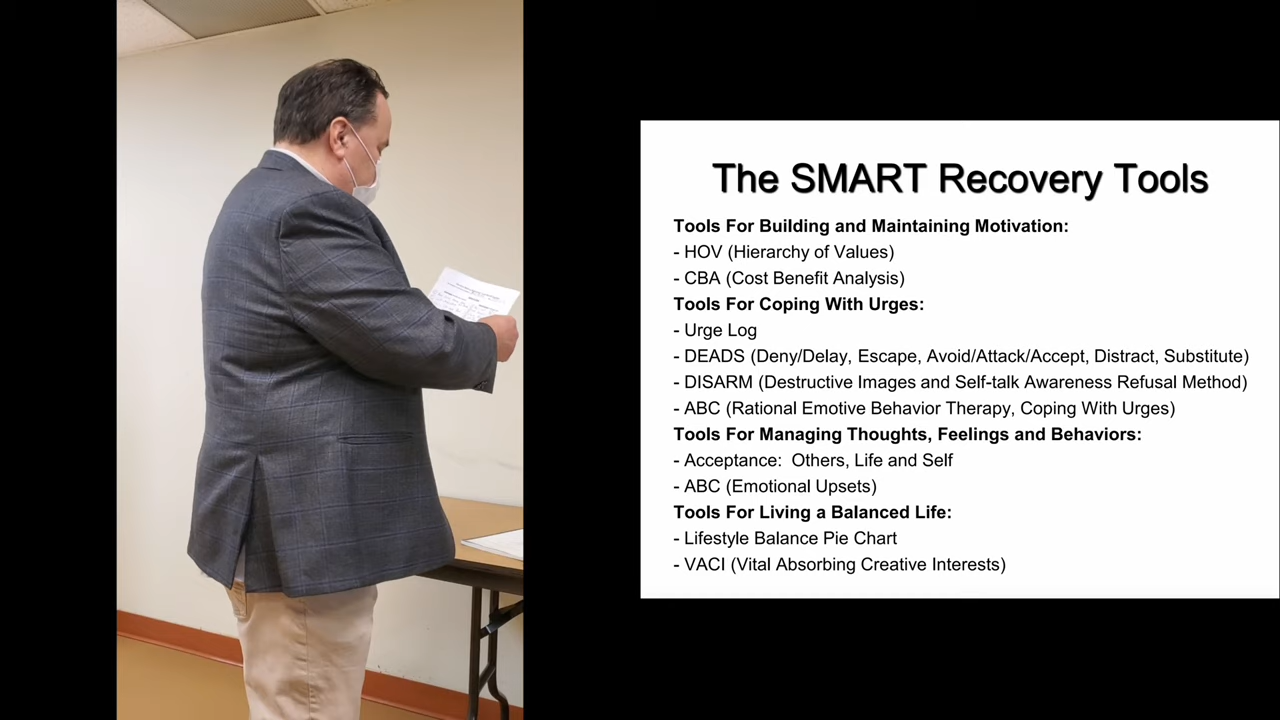 The SMART Recovery Tools
Tools For Building and Maintaining Motivation:
- HOV (Hierarchy of Values)
- CBA (Cost Benefit Analysis)
Tools For Coping With Urges:
- Urge Log
- DEADS (Deny/Delay, Escape, Avoid/Attack/Accept, Distract, Substitute)
- DISARM (Destructive Images and Self-talk Awareness Refusal Method)
- ABC (Rational Emotive Behavior Therapy, Coping With Urges)
Tools For Managing Thoughts, Feelings and Behaviors:
- Acceptance:  Others, Life and Self
- ABC (Emotional Upsets)
Tools For Living a Balanced Life:
- Lifestyle Balance Pie Chart
- VACI (Vital Absorbing Creative Interests)